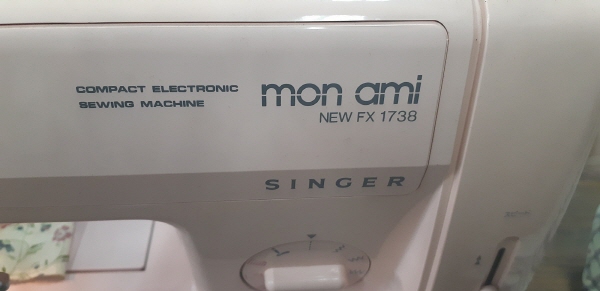 COMPACT ELECTRONIC
SEWING MACHINE
mon ami
NEW FX 1738
SINGER